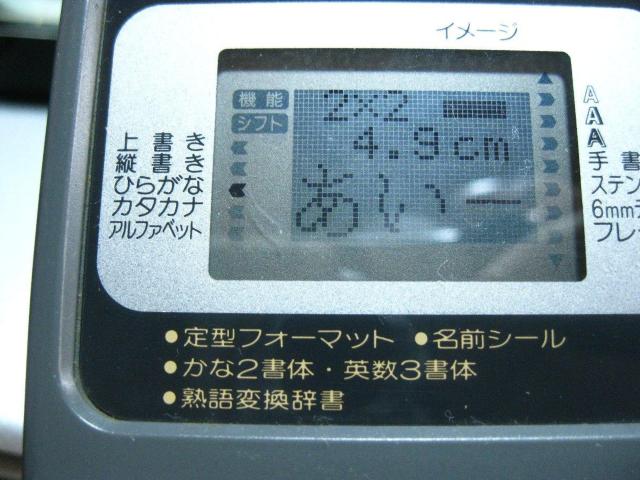 イメージ
機能
シフト
2×2
4.9cm
あいー
上書き
縦書き
ひらがな
カタカナ
アルファベット
A
A
A
手書
ステン
6mm
フレ
●定型フォーマット ●名前シール
●かな2書体・英数3書体
●熟語変換辞書